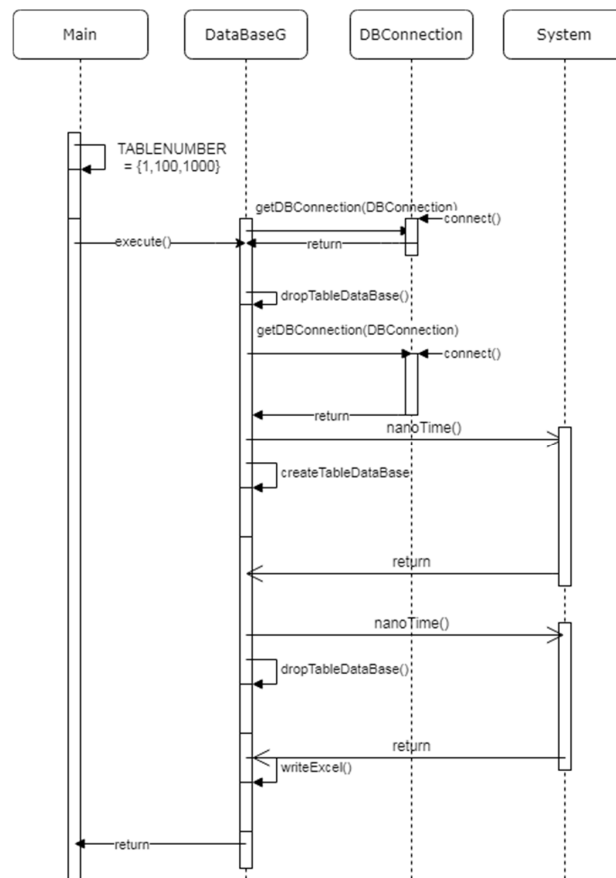 Main
DataBaseG
DBConnection
System
TABLENUMBER
= {1,100,1000}
getDBConnection(DBConnection)
connect()
execute()
return
dropTableDataBase()
getDBConnection(DBConnection)
connect()
return
nanoTime()
createTableDataBase
return
nanoTime()
dropTableDataBase()
return
writeExcel()
return